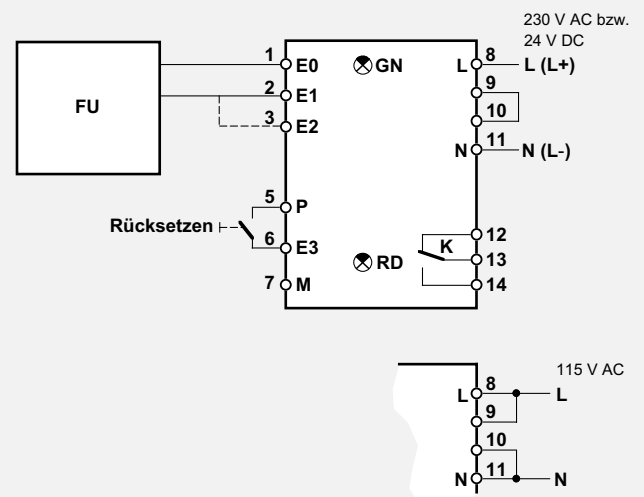 230 V AC bzw.
24 V DC
FU
1 E0
GN
L 8 L (L+)
2 E1
9
3 E2
10
N 11 N (L-)
5 P
Rücksetzen
6 E3
7 M
RD
12
K
13
14
115 V AC
L 8 L
9
10
N 11 N